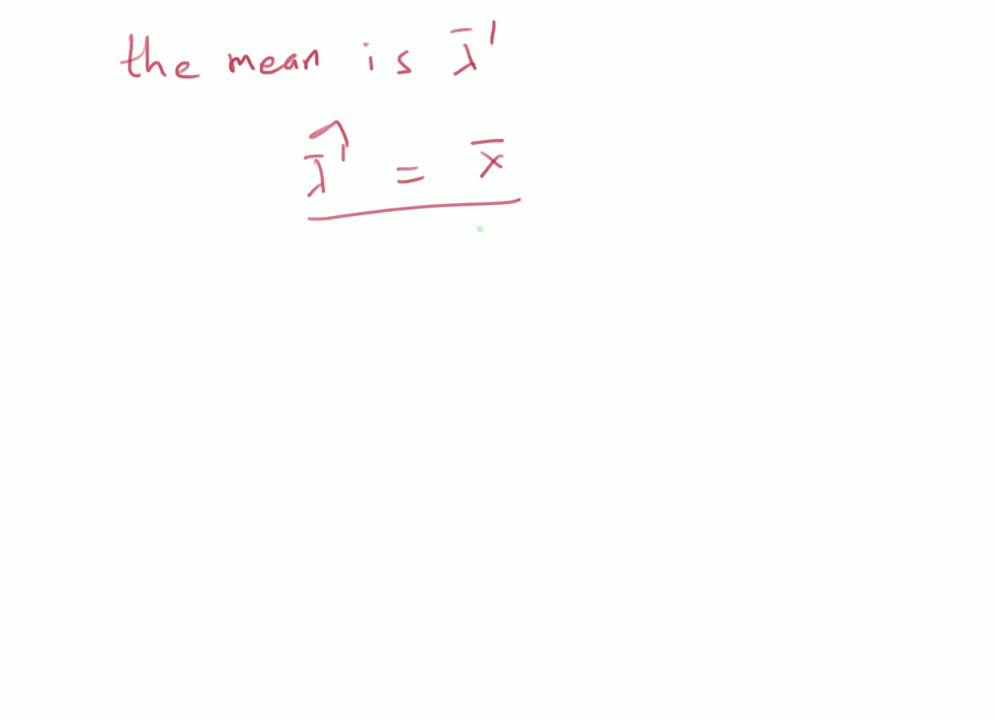 the mean is λ̄'
λ̄'̂ = x̄